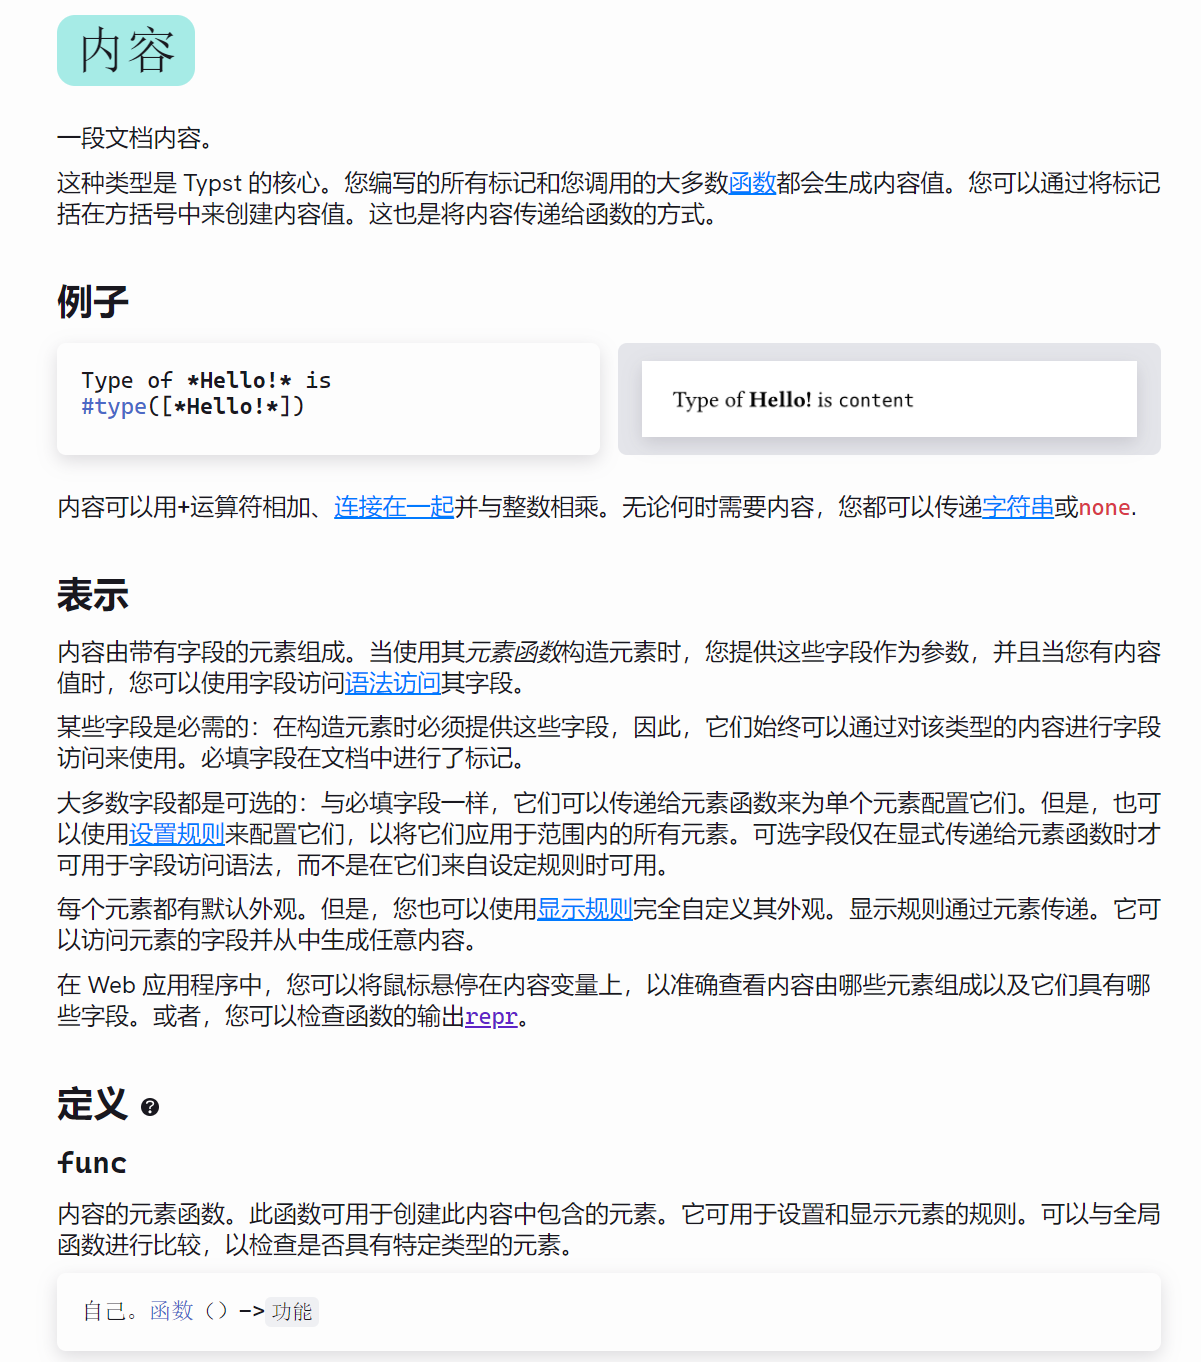 内容
一段文档内容。
这种类型是 Typst 的核心。您编写的所有标记和您调用的大多数函数都会生成内容值。您可以通过将标记
括在方括号中来创建内容值。这也是将内容传递给函数的方式。
例子
Type of *Hello!* is
#type([*Hello!*])
Type of Hello! is content
内容可以用+运算符相加、连接在一起并与整数相乘。无论何时需要内容，您都可以传递字符串或none.
表示
内容由带有字段的元素组成。当使用其元素函数构造元素时，您提供这些字段作为参数，并且当您有内容
值时，您可以使用字段访问语法访问其字段。
某些字段是必需的：在构造元素时必须提供这些字段，因此，它们始终可以通过对该类型的内容进行字段
访问来使用。必填字段在文档中进行了标记。
大多数字段都是可选的：与必填字段一样，它们可以传递给元素函数来为单个元素配置它们。但是，也可
以使用设置规则来配置它们，以将它们应用于范围内的所有元素。可选字段仅在显式传递给元素函数时才
可用于字段访问语法，而不是在它们来自设定规则时可用。
每个元素都有默认外观。但是，您也可以使用显示规则完全自定义其外观。显示规则通过元素传递。它可
以访问元素的字段并从中生成任意内容。
在 Web 应用程序中，您可以将鼠标悬停在内容变量上，以准确查看内容由哪些元素组成以及它们具有哪
些字段。或者，您可以检查函数的输出repr。
定义 ?
func
内容的元素函数。此函数可用于创建此内容中包含的元素。它可用于设置和显示元素的规则。可以与全局
函数进行比较，以检查是否具有特定类型的元素。
自己。函数（）->功能